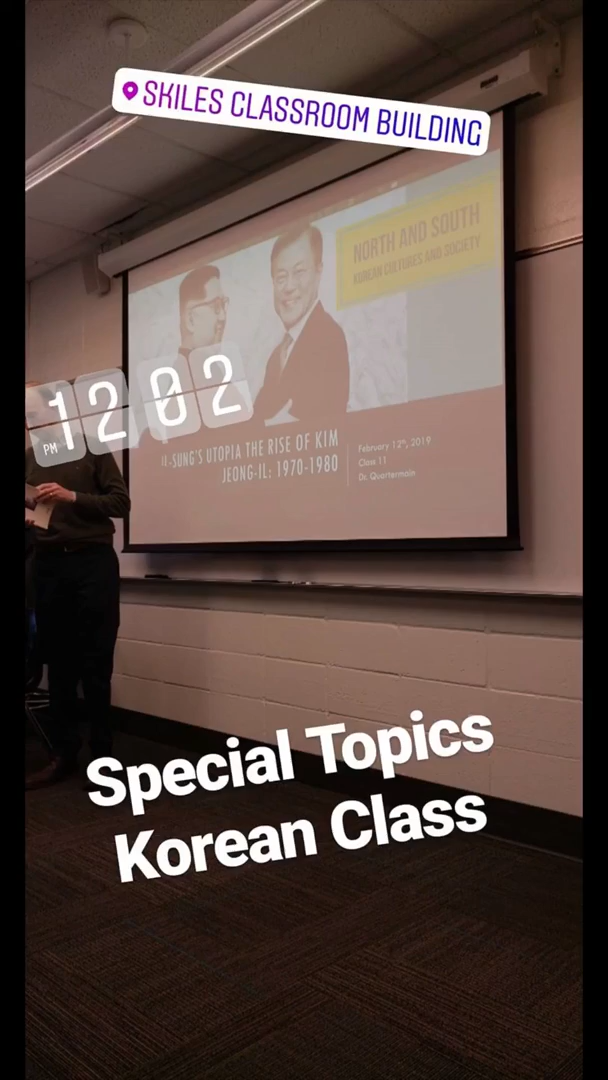 SKILES CLASSROOM BUILDING
NORTH AND SOUTH
KOREAN CULTURES AND SOCIETY
PM 12 02
-SUNG'S UTOPIA THE RISE OF KIM
JEONG-IL: 1970-1980
February 12th, 2019
Class 11
Dr. Quartermain
Special Topics
Korean Class